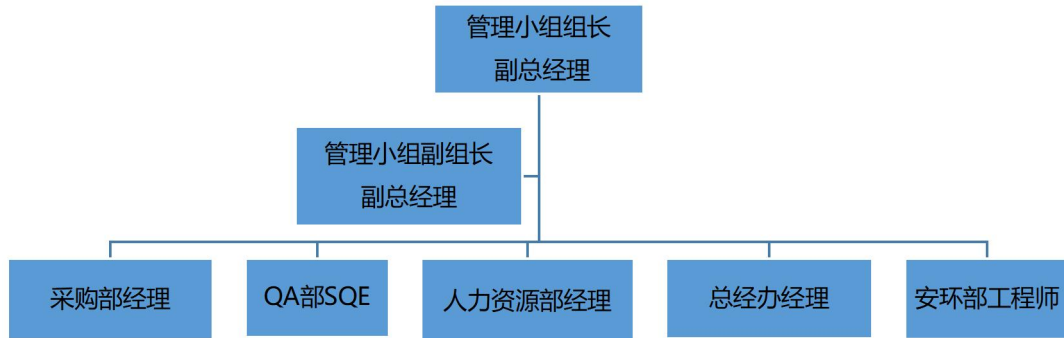 管理小组组长
副总经理
管理小组副组长
副总经理
采购部经理
QA部SQE
人力资源部经理
总经办经理
安环部工程师